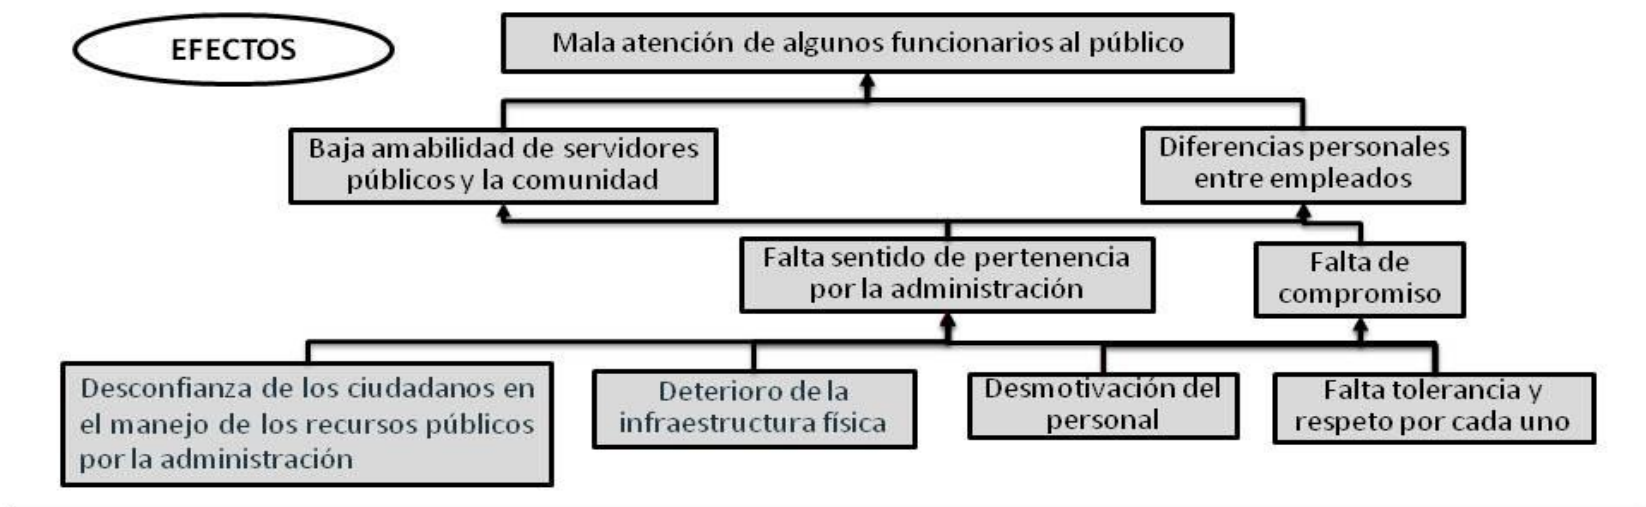 EFECTOS
Mala atención de algunos funcionarios al público
Baja amabilidad de servidores
públicos y la comunidad
Diferencias personales
entre empleados
Falta sentido de pertenencia
por la administración
Falta de
compromiso
Desconfianza de los ciudadanos en
el manejo de los recursos públicos
por la administración
Deterioro de la
infraestructura física
Desmotivación del
personal
Falta tolerancia y
respeto por cada uno